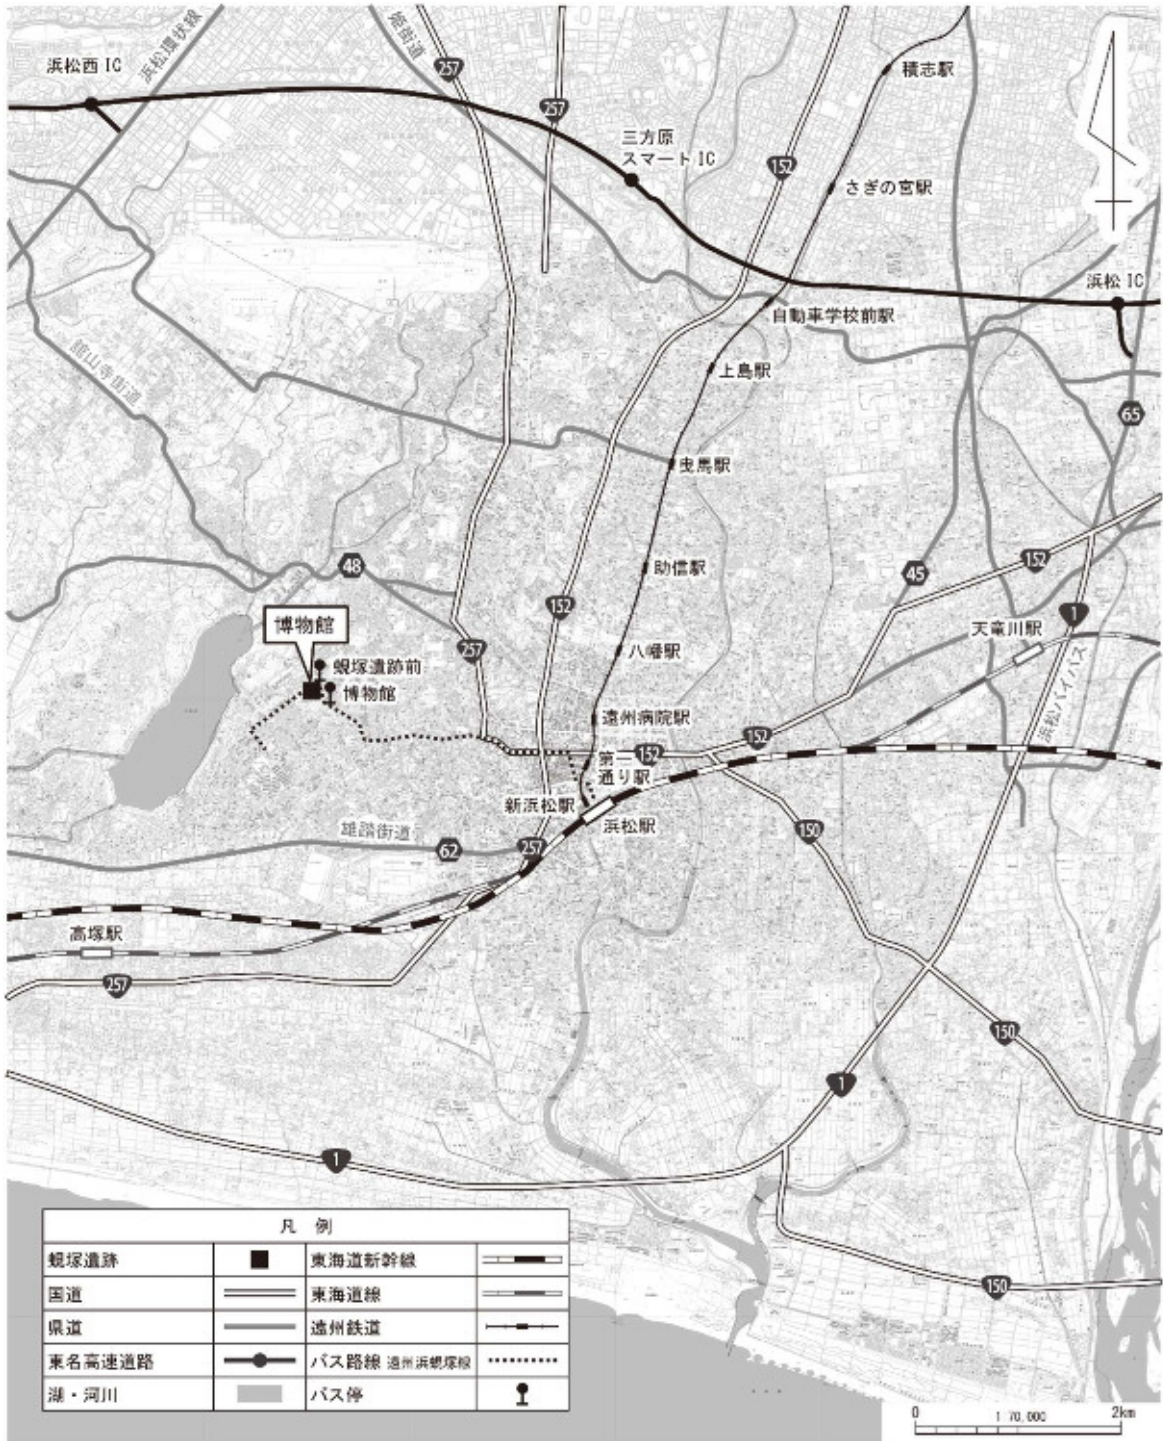 浜松西IC
浜松環状線
姫街道
257
257
積志駅
三方原
スマートIC
152
さぎの宮駅
浜松IC
自動車学校前駅
上島駅
舘山寺街道
65
曳馬駅
48
助信駅
45
152
152
1
博物館
257
天竜川駅
八幡駅
蜆塚遺跡前
博物館
浜松バイパス
遠州病院駅
152
第一
通り駅
152
新浜松駅
浜松駅
雄踏街道
62
257
150
高塚駅
257
150
1
1
150
凡 例
蜆塚遺跡
東海道新幹線
国道
東海道線
県道
遠州鉄道
東名高速道路
バス路線 遠州浜蜆塚線
湖・河川
バス停
0
1:70,000
2km